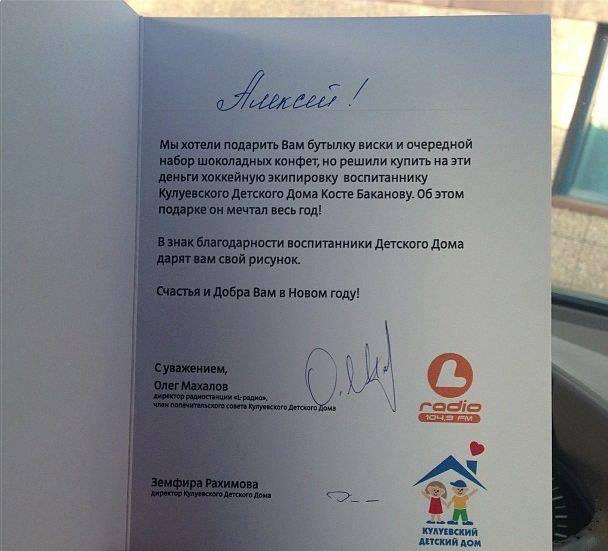 Алексей!
Мы хотели подарить Вам бутылку виски и очередной
набор шоколадных конфет, но решили купить на эти
деньги хоккейную экипировку воспитаннику
Кулуевского Детского Дома Косте Баканову. Об этом
подарке он мечтал весь год!
В знак благодарности воспитанники Детского Дома
дарят вам свой рисунок.
Счастья и Добра Вам в Новом году!
С уважением,
Олег Махалов
директор радиостанции «L-радио»,
член попечительского совета Кулуевского Детского Дома
L
radio
104,9 FM
Земфира Рахимова
директор Кулуевского Детского Дома
КУЛУЕВСКИЙ
ДЕТСКИЙ ДОМ